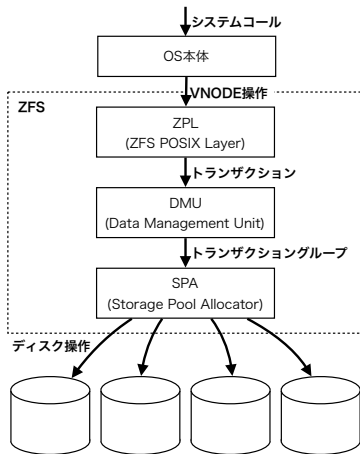 システムコール
OS本体
VNODE操作
ZFS
ZPL
(ZFS POSIX Layer)
トランザクション
DMU
(Data Management Unit)
トランザクショングループ
SPA
(Storage Pool Allocator)
ディスク操作